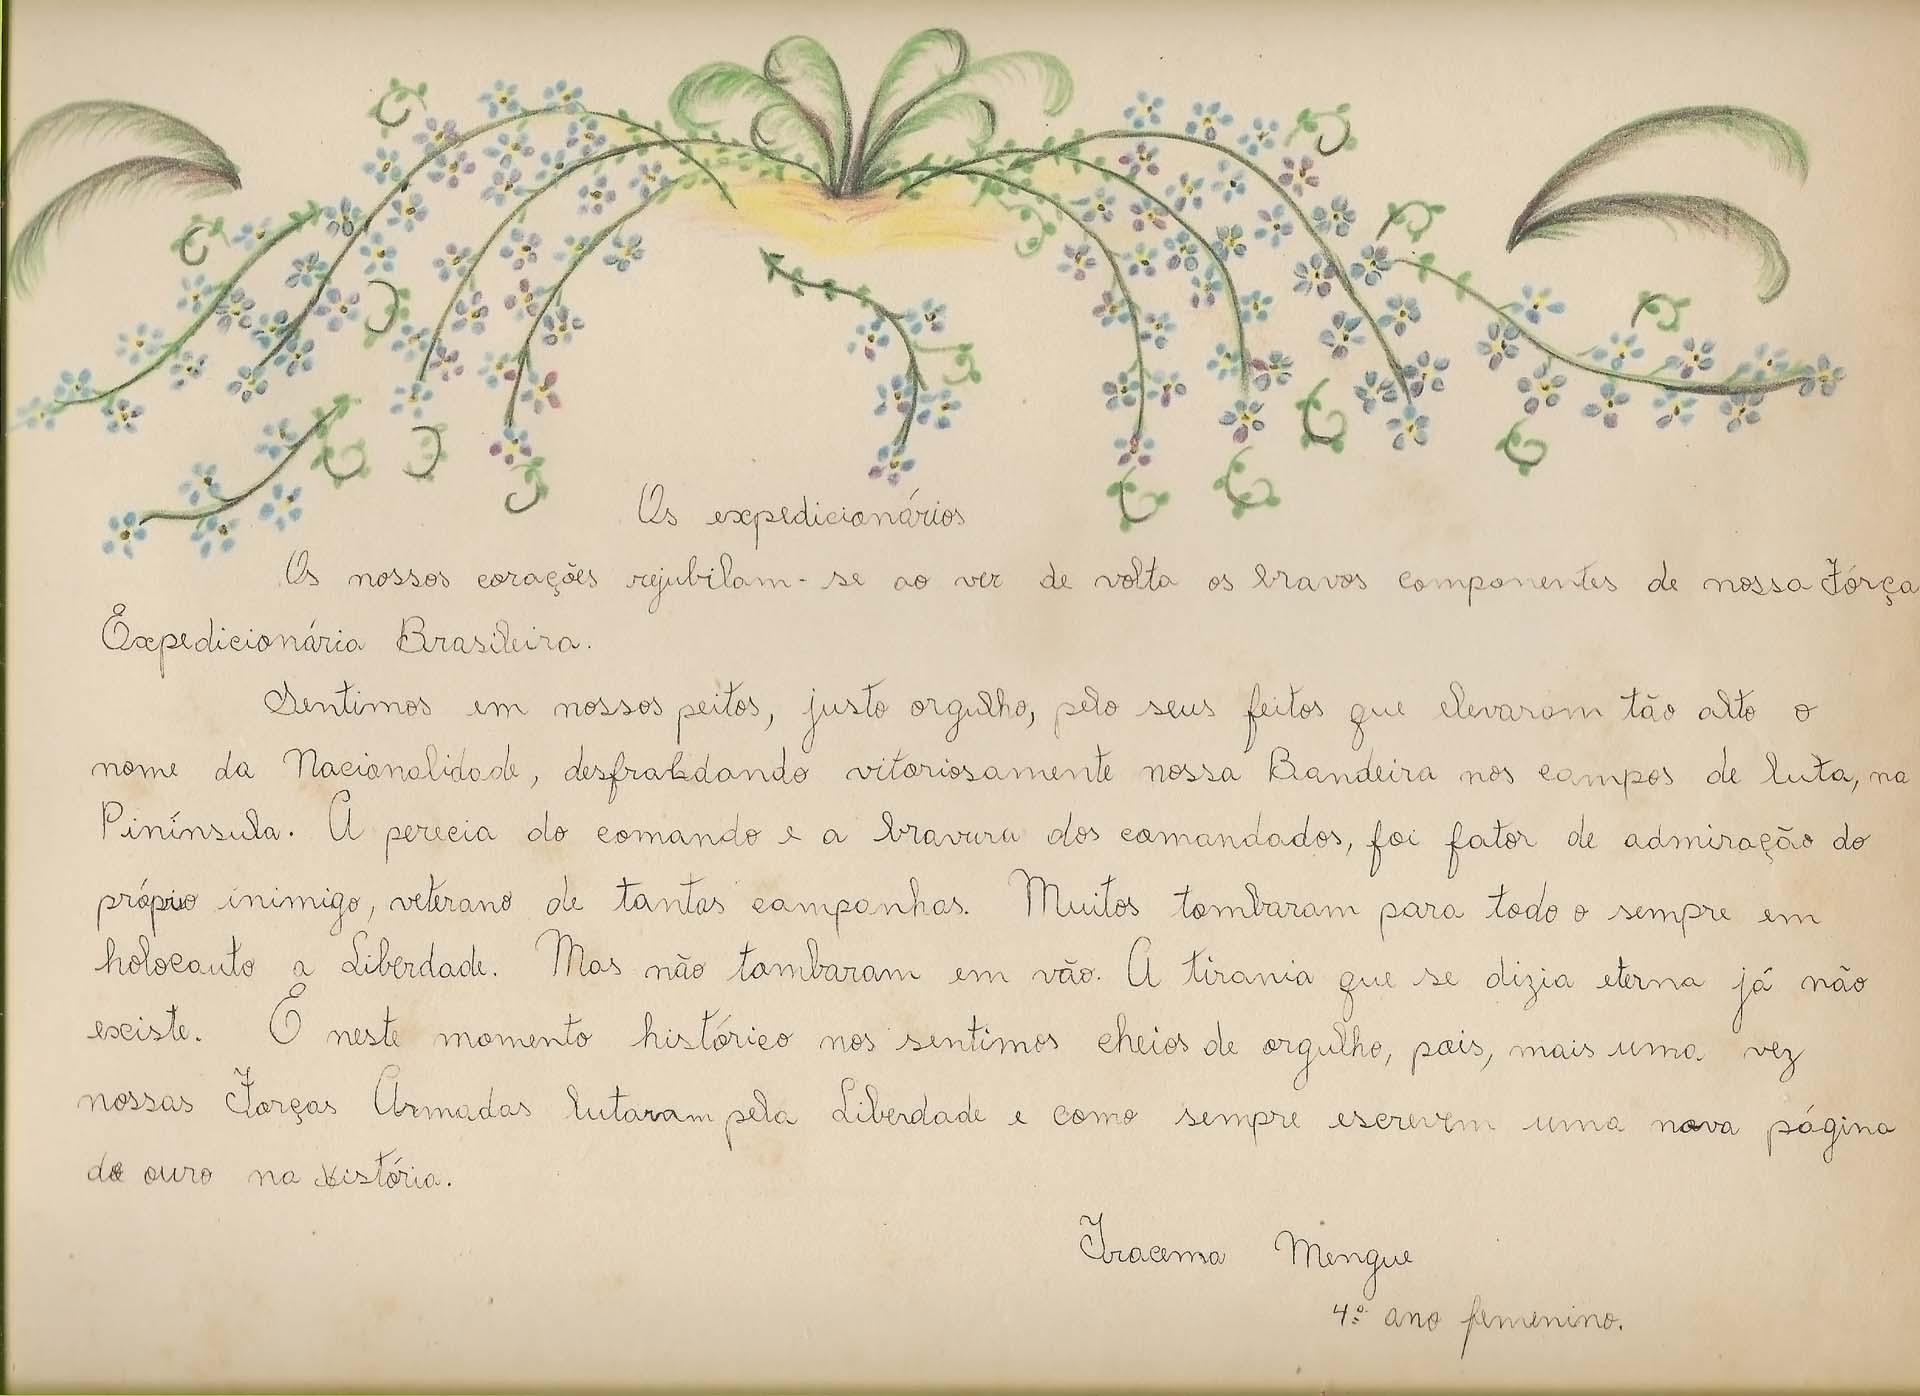 Os expedicionários
Os nossos corações rejubilam-se ao ver de volta os bravos componentes de nossa Fôrça
Expedicionária Brasileira.
Sentimos em nossos peitos, justo orgulho, pelo seus feitos que elevaram tão alto o
nome da Nacionalidade, desfraldando vitoriosamente nossa Bandeira nos campos de luta, na
Pinínsula. A perecia do comando e a bravura dos comandados, foi fator de admiração do
próprio inimigo, veterano de tantas campanhas. Muitos tombaram para todo o sempre em
holocauto a Liberdade. Mas não tombaram em vão. A tirania que se dizia eterna já não
existe. E neste momento histórico nos sentimos cheios de orgulho, pois, mais uma vez
nossas Forças Armadas lutaram pela Liberdade e como sempre escrevem uma nova página
de ouro na história.
Iracema Mengue
4º ano femenino.